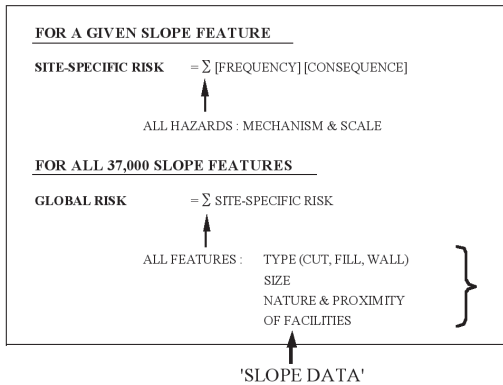 FOR A GIVEN SLOPE FEATURE
SITE-SPECIFIC RISK = ∑ [FREQUENCY] [CONSEQUENCE]
ALL HAZARDS : MECHANISM & SCALE
FOR ALL 37,000 SLOPE FEATURES
GLOBAL RISK = ∑ SITE-SPECIFIC RISK
ALL FEATURES : TYPE (CUT, FILL, WALL)
SIZE
NATURE & PROXIMITY
OF FACILITIES
'SLOPE DATA'